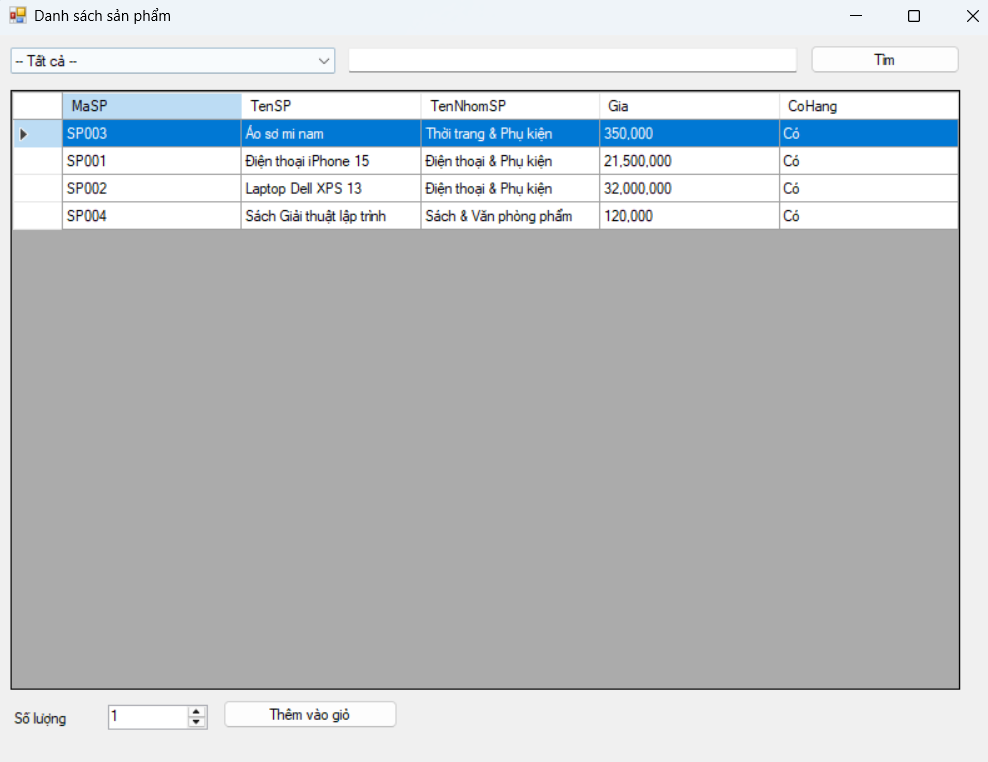 Danh sách sản phẩm
-- Tất cả --
Tìm
MaSP TenSP TenNhomSP Gia CoHang
SP003 Áo sơ mi nam Thời trang & Phụ kiện 350,000 Có
SP001 Điện thoại iPhone 15 Điện thoại & Phụ kiện 21,500,000 Có
SP002 Laptop Dell XPS 13 Điện thoại & Phụ kiện 32,000,000 Có
SP004 Sách Giải thuật lập trình Sách & Văn phòng phẩm 120,000 Có
Số lượng 1 Thêm vào giỏ